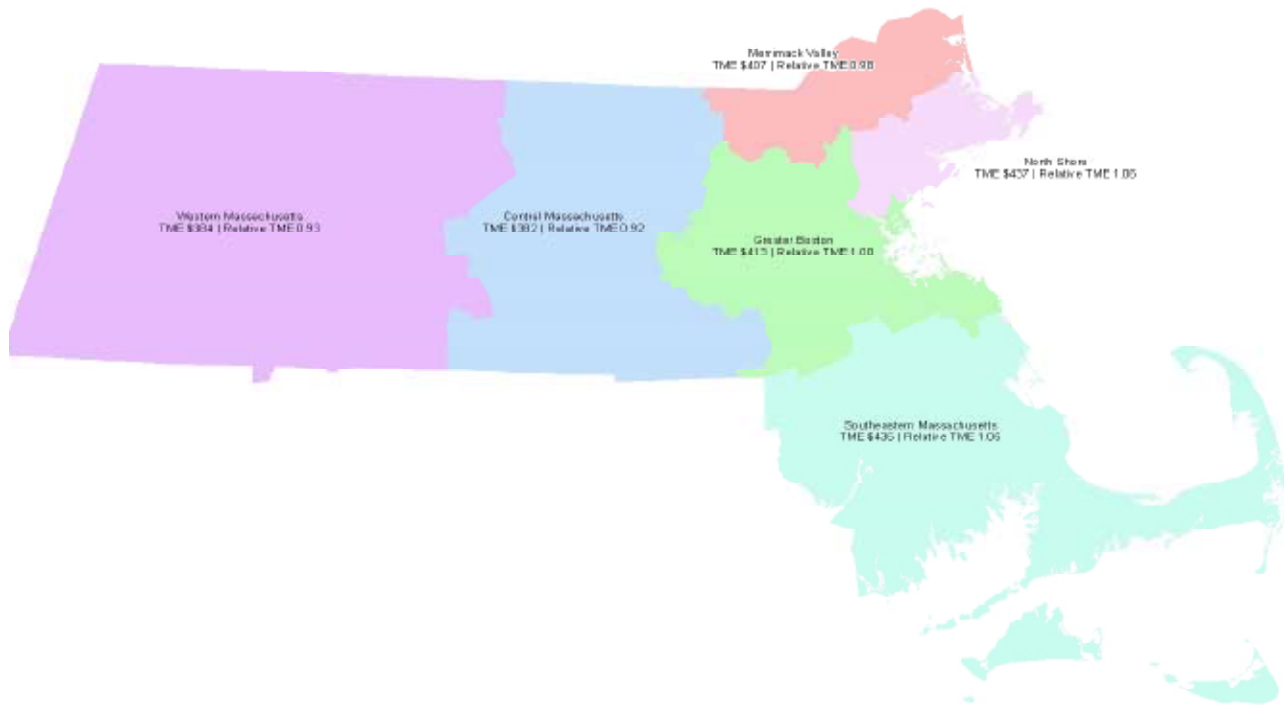 Merrimack Valley
TME $407 | Relative TME 0.98
North Shore
TME $437 | Relative TME 1.06
Western Massachusetts
TME $384 | Relative TME 0.93
Central Massachusetts
TME $382 | Relative TME 0.92
Greater Boston
TME $413 | Relative TME 1.00
Southeastern Massachusetts
TME $436 | Relative TME 1.06